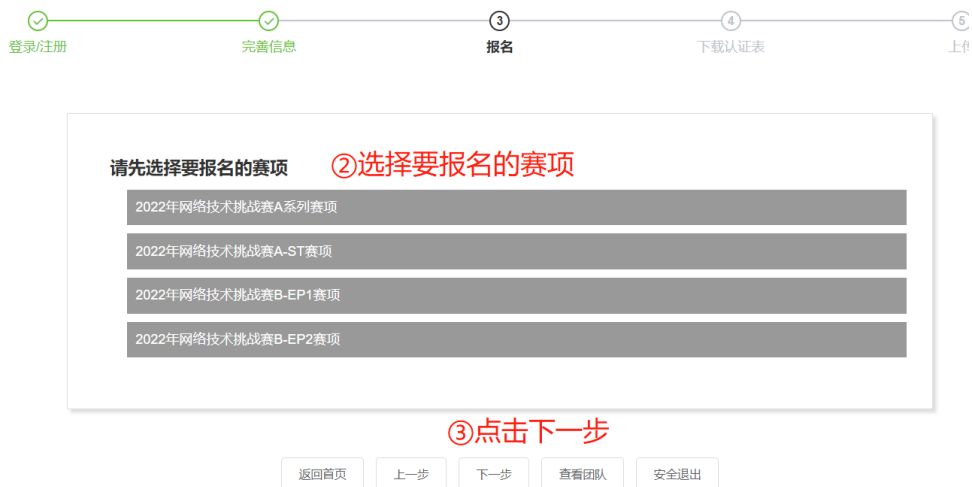 3 4 5
登录/注册 完善信息 报名 下载认证表 上传
请先选择要报名的赛项 ②选择要报名的赛项
2022年网络技术挑战赛A系列赛项
2022年网络技术挑战赛A-ST赛项
2022年网络技术挑战赛B-EP1赛项
2022年网络技术挑战赛B-EP2赛项
③点击下一步
返回首页 上一步 下一步 查看团队 安全退出